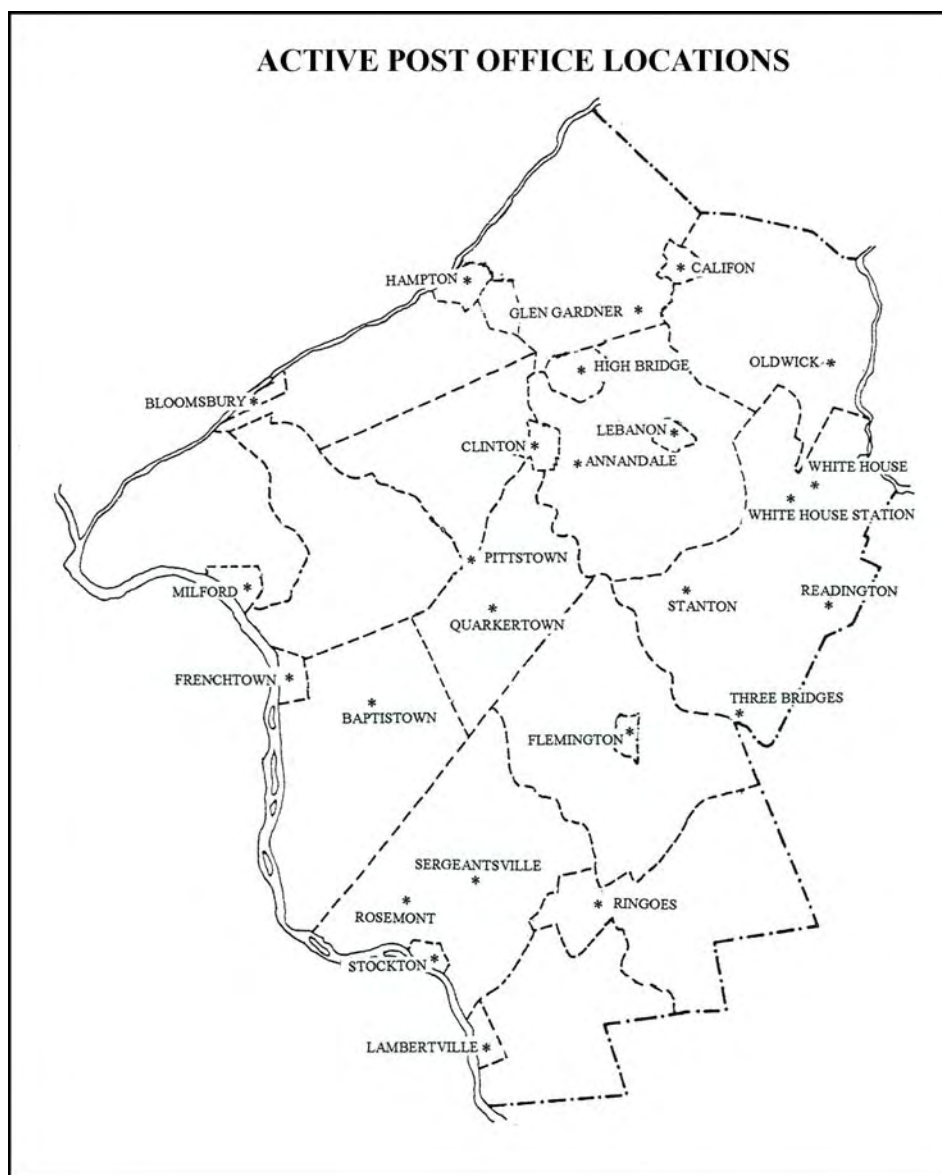 ACTIVE POST OFFICE LOCATIONS
CALIFON
HAMPTON
GLEN GARDNER
OLDWICK
HIGH BRIDGE
BLOOMSBURY
LEBANON
CLINTON
ANNANDALE
WHITE HOUSE
WHITE HOUSE STATION
PITTSTOWN
MILFORD
STANTON
READINGTON
QUARKERTOWN
FRENCHTOWN
THREE BRIDGES
BAPTISTOWN
FLEMINGTON
SERGEANTSVILLE
RINGOES
ROSEMONT
STOCKTON
LAMBERTVILLE